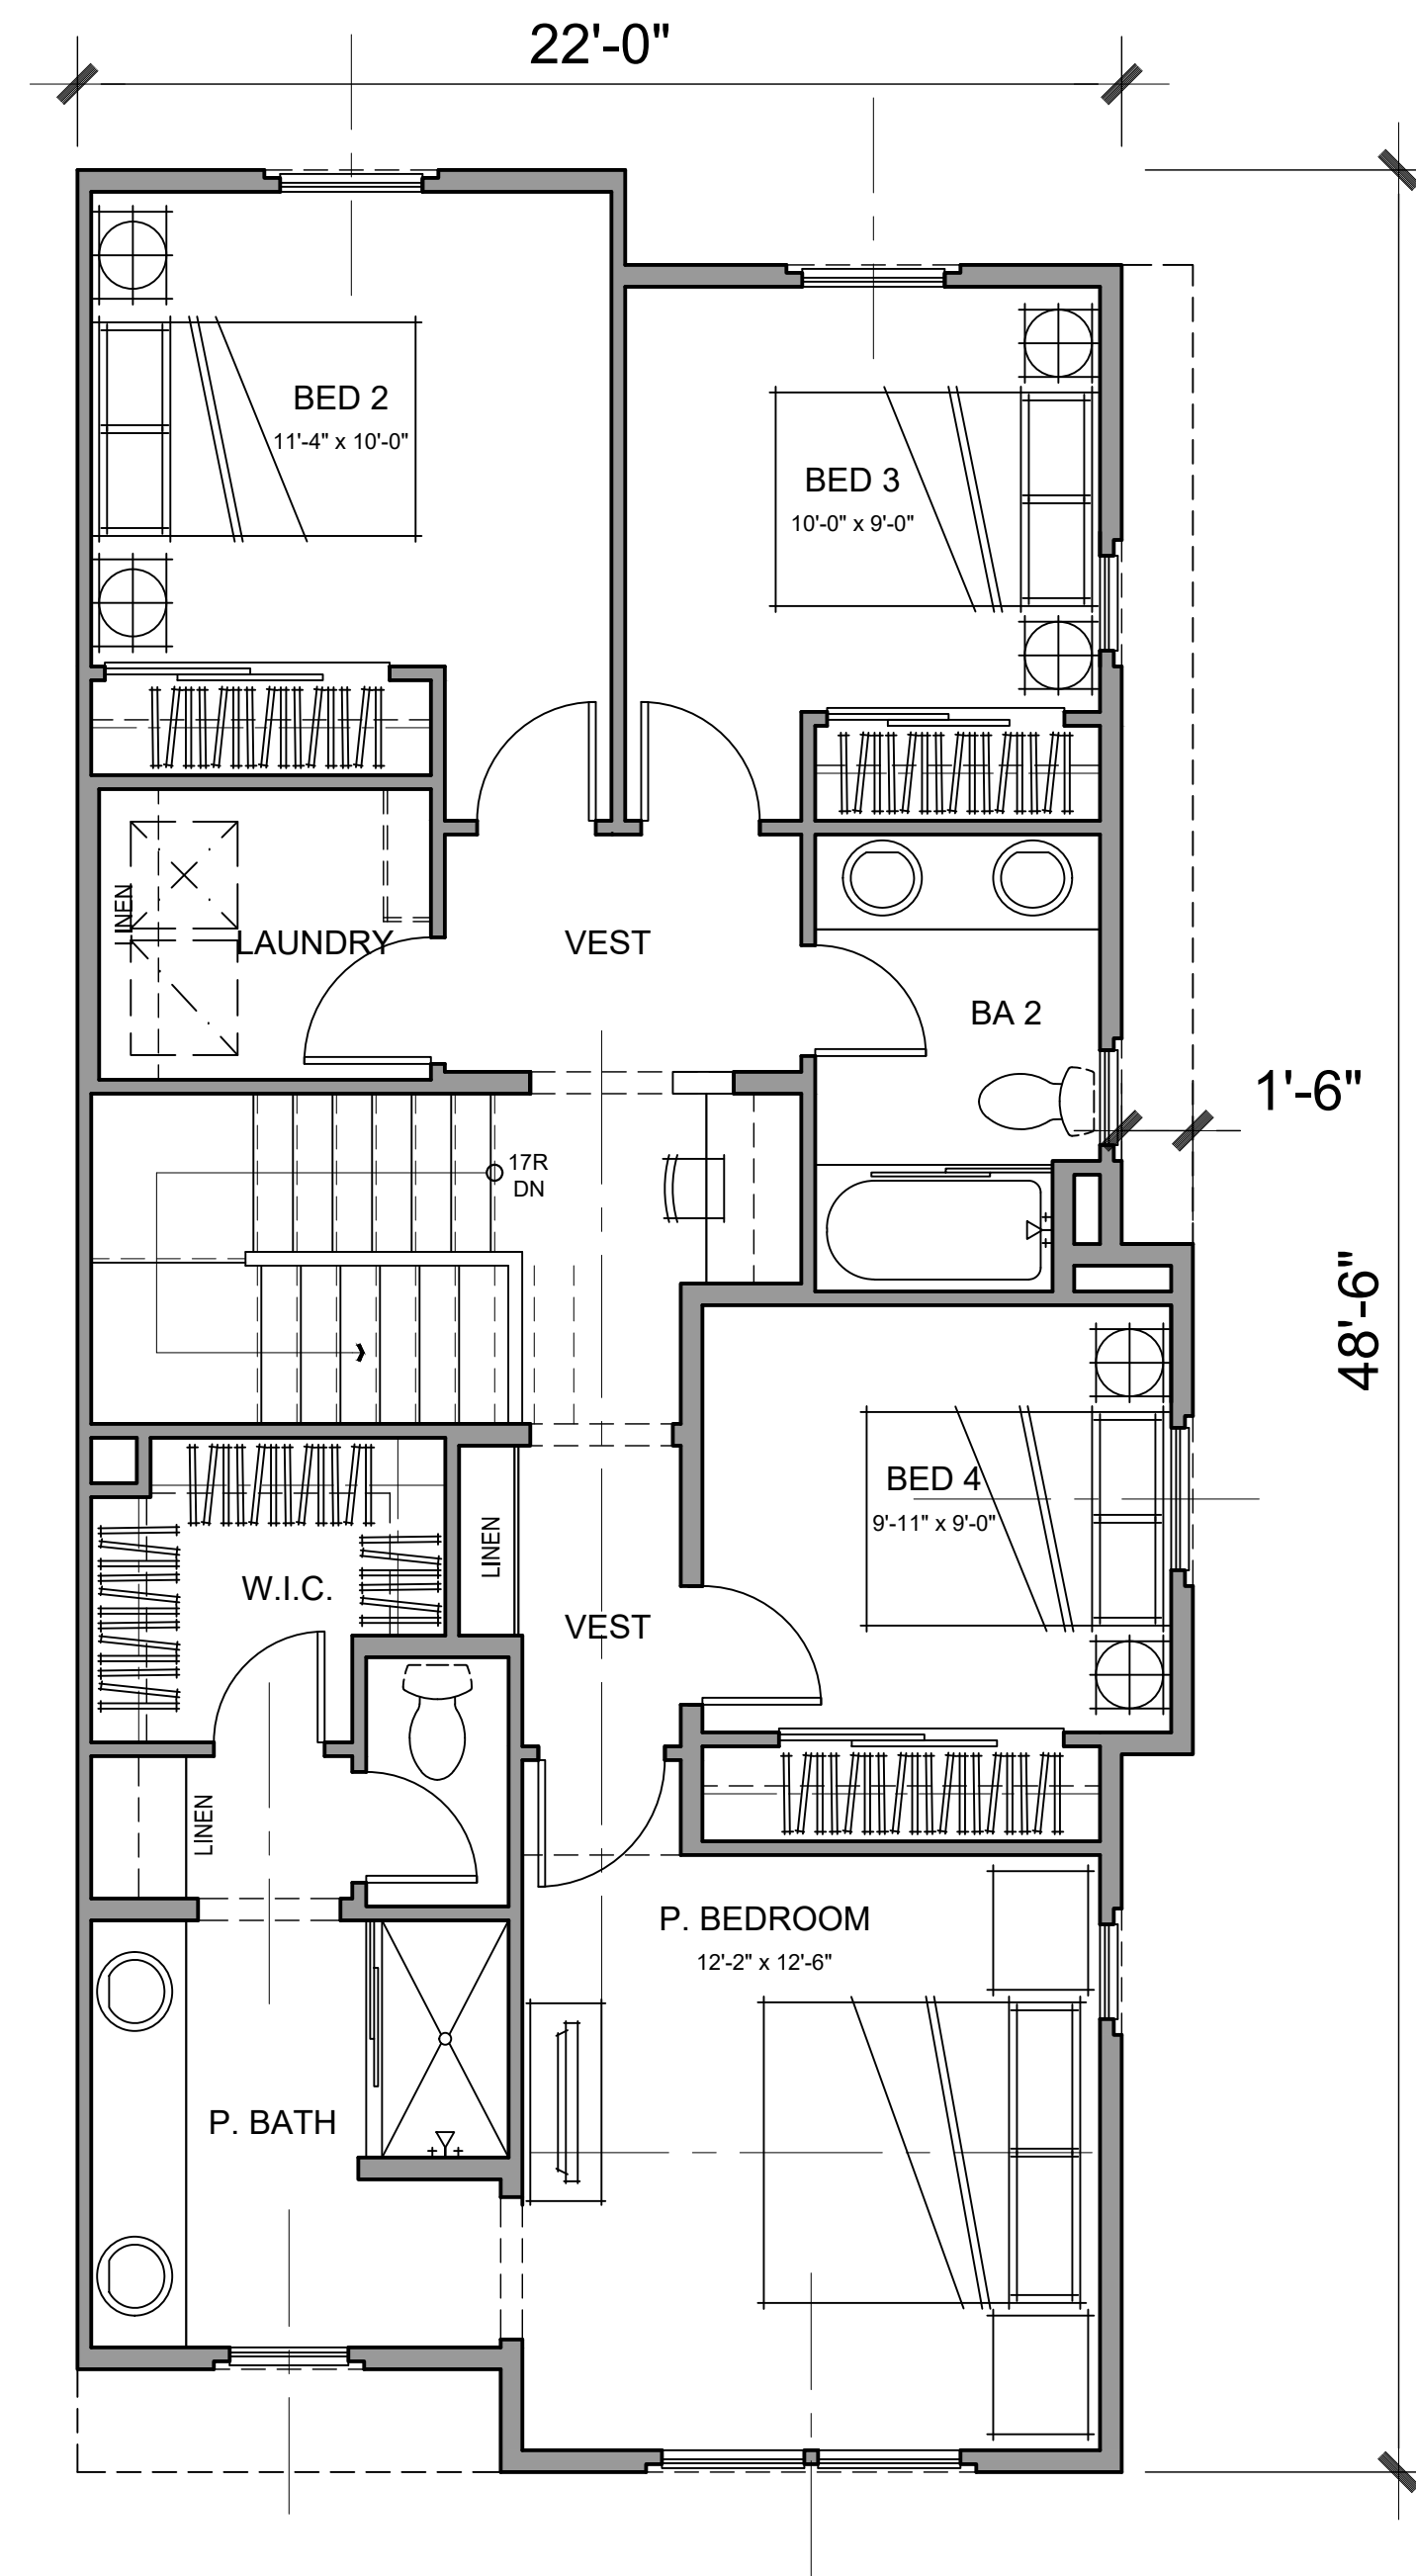 22'-0"
BED 2
11'-4" x 10'-0"
BED 3
10'-0" x 9'-0"
LINEN
LAUNDRY
VEST
BA 2
1'-6"
17R
DN
48'-6"
BED 4
9'-11" x 9'-0"
LINEN
W.I.C.
VEST
LINEN
P. BEDROOM
12'-2" x 12'-6"
P. BATH